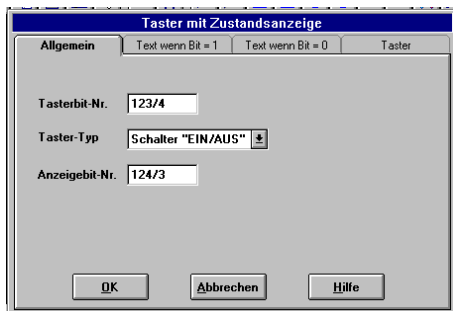 Taster mit Zustandsanzeige
Allgemein Text wenn Bit = 1 Text wenn Bit = 0 Taster
Tasterbit-Nr. 123/4
Taster-Typ Schalter "EIN/AUS"
Anzeigebit-Nr. 124/3
OK Abbrechen Hilfe